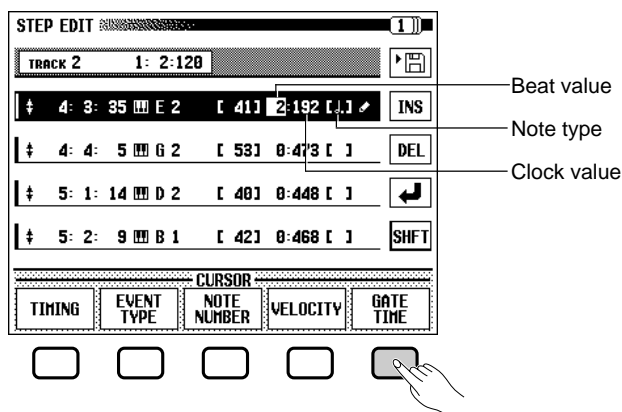 STEP EDIT 1
TRACK 2 1: 2:120
4: 3: 35 E 2 [ 41] 2:192 [♩.] INS
4: 4: 5 G 2 [ 53] 0:473 [ ] DEL
5: 1: 14 D 2 [ 40] 0:448 [ ]
5: 2: 9 B 1 [ 42] 0:468 [ ] SHFT
CURSOR
TIMING EVENT TYPE NOTE NUMBER VELOCITY GATE TIME
Beat value
Note type
Clock value